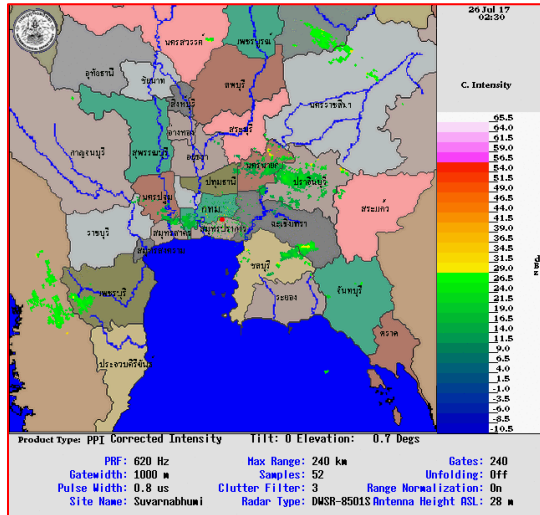 26 Jul 17
02:30
C. Intensity
นครสวรรค์
เพชรบูรณ์
อุทัยธานี
ชัยนาท
ลพบุรี
สิงห์บุรี
นครราชสีมา
อ่างทอง
สระบุรี
กาญจนบุรี
สุพรรณบุรี
อยุธยา
นครนายก
ปราจีนบุรี
ปทุมธานี
นครปฐม
กทม.
สระแก้ว
ราชบุรี
สมุทรสาคร
สมุทรปราการ
ฉะเชิงเทรา
สมุทรสงคราม
ชลบุรี
เพชรบุรี
ระยอง
จันทบุรี
ตราด
ประจวบคีรีขันธ์
65.5
64.0
61.5
59.0
56.5
54.0
51.5
49.0
46.5
44.0
41.5
39.0
36.5
34.0
31.5
29.0
26.5
24.0
21.5
19.0
16.5
14.0
11.5
9.0
6.5
4.0
1.5
-1.0
-3.5
-6.0
-8.5
-10.5
Product Type: PPI Corrected Intensity Tilt: 0 Elevation: 0.7 Degs
PRF: 620 Hz Max Range: 240 km Gates: 240
Gatewidth: 1000 m Samples: 52 Unfolding: Off
Pulse Width: 0.8 us Clutter Filter: 3 Range Normalization: On
Site Name: Suvarnabhumi Radar Type: DWSR-8501S Antenna Height ASL: 28 m